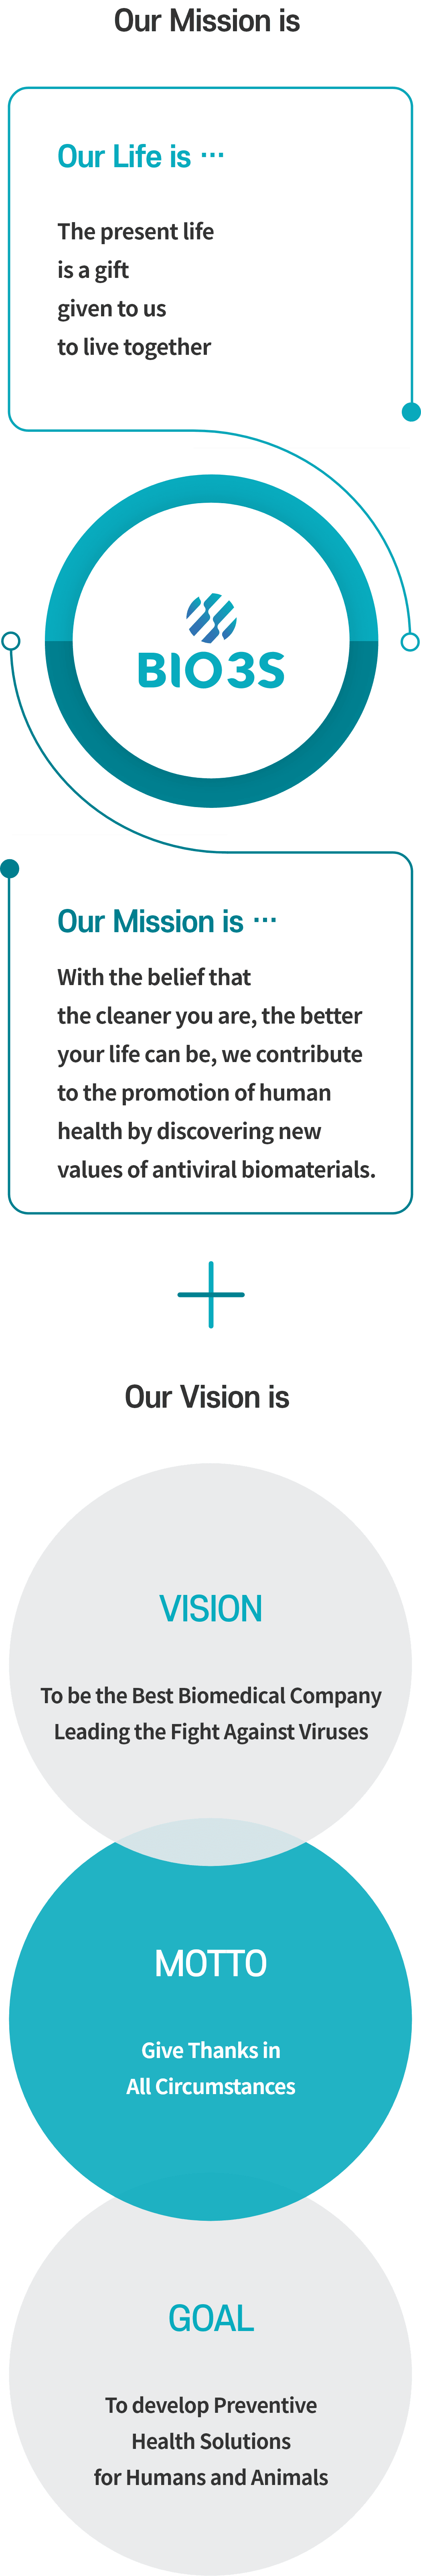 Our Mission is
Our Life is ···
The present life
is a gift
given to us
to live together
BIO3S
Our Mission is ···
With the belief that
the cleaner you are, the better
your life can be, we contribute
to the promotion of human
health by discovering new
values of antiviral biomaterials.
Our Vision is
VISION
To be the Best Biomedical Company
Leading the Fight Against Viruses
MOTTO
Give Thanks in
All Circumstances
GOAL
To develop Preventive
Health Solutions
for Humans and Animals